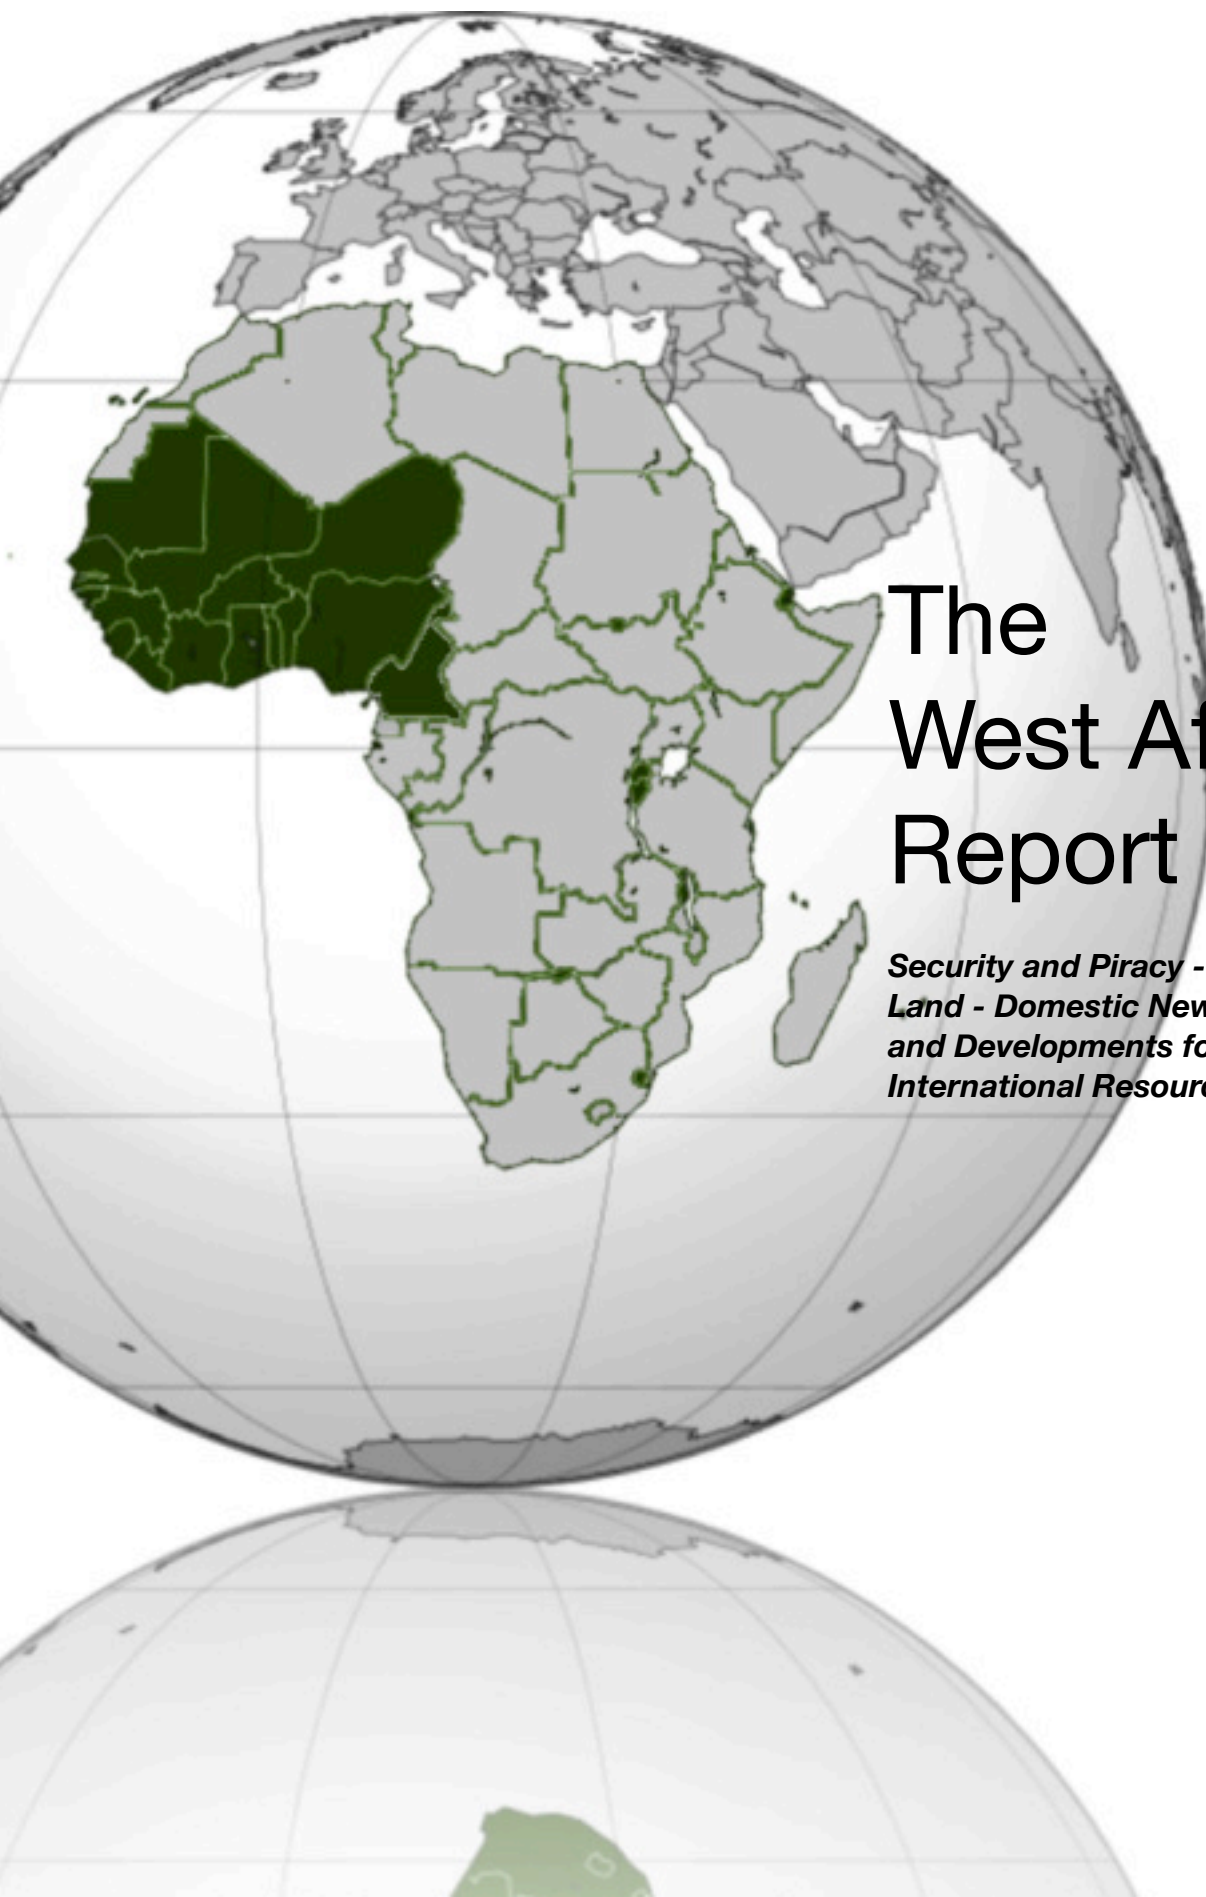 The
West Af
Report
Security and Piracy -
Land - Domestic New
and Developments fo
International Resour